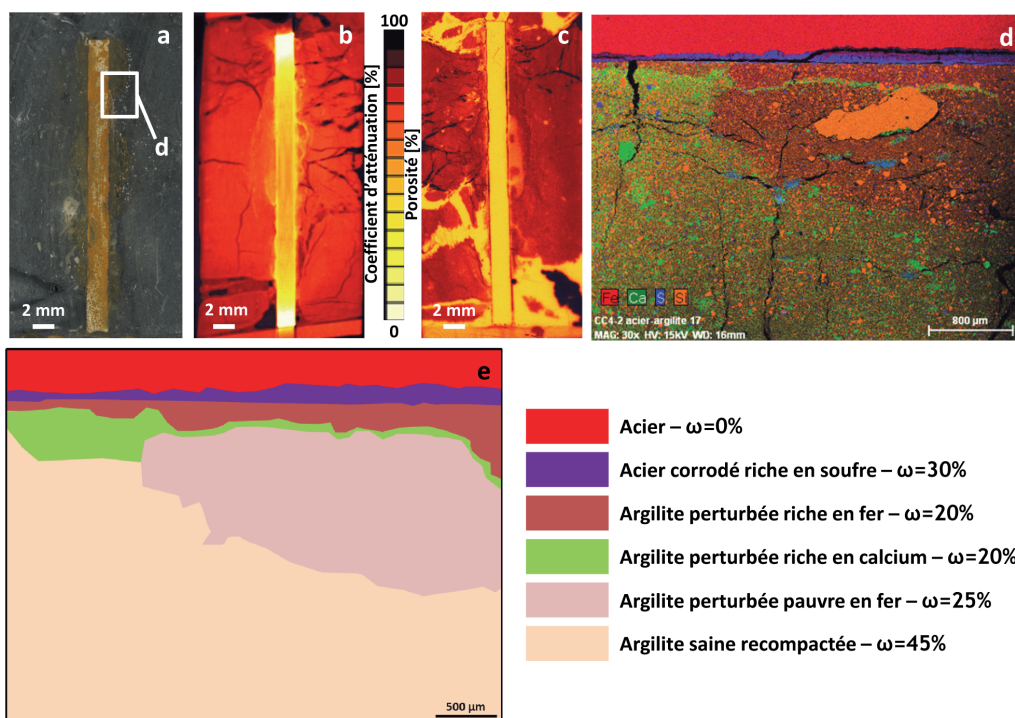 a
d
2 mm
b
2 mm
100
Coefficient d'atténuation [%]
Porosité [%]
0
c
2 mm
d
Fe Ca S Si
CC4-2 acier-argilite 17
MAG: 30x HV: 15kV WD: 16mm
800 µm
e
500 µm
Acier – ω=0%
Acier corrodé riche en soufre – ω=30%
Argilite perturbée riche en fer – ω=20%
Argilite perturbée riche en calcium – ω=20%
Argilite perturbée pauvre en fer – ω=25%
Argilite saine recompactée – ω=45%